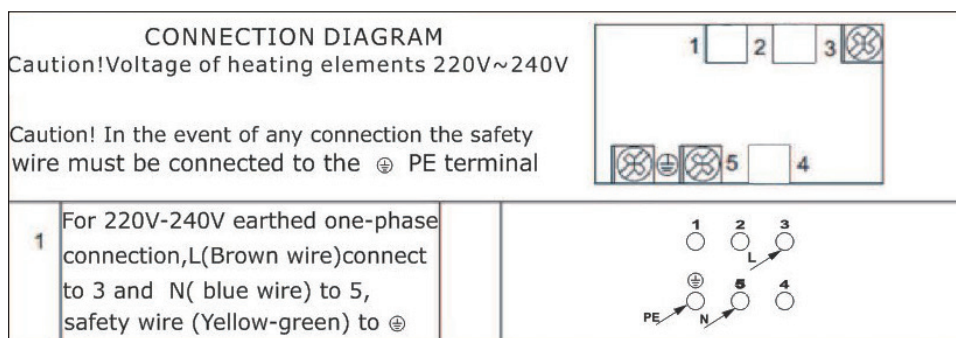 CONNECTION DIAGRAM
Caution!Voltage of heating elements 220V~240V
Caution! In the event of any connection the safety
wire must be connected to the ⏚ PE terminal
1 2 3
5 4
1
For 220V-240V earthed one-phase
connection,L(Brown wire)connect
to 3 and N( blue wire) to 5,
safety wire (Yellow-green) to ⏚
1 2 3
L
⏚ 5 4
PE N